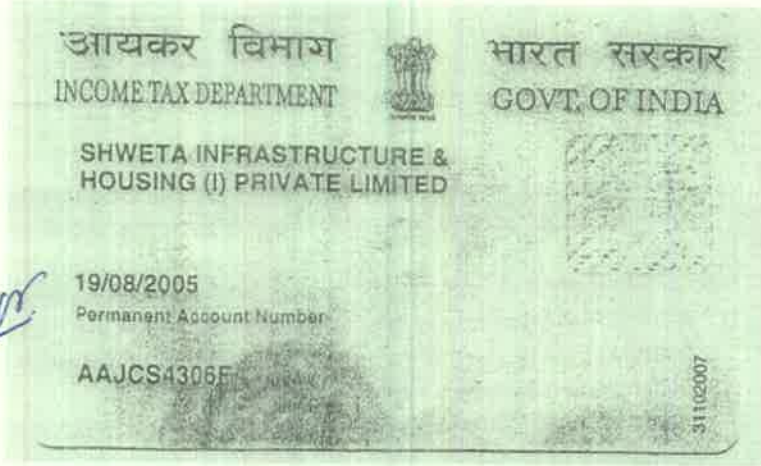 आयकर विभाग
INCOME TAX DEPARTMENT
भारत सरकार
GOVT. OF INDIA
SHWETA INFRASTRUCTURE &
HOUSING (I) PRIVATE LIMITED
19/08/2005
Permanent Account Number
31102007